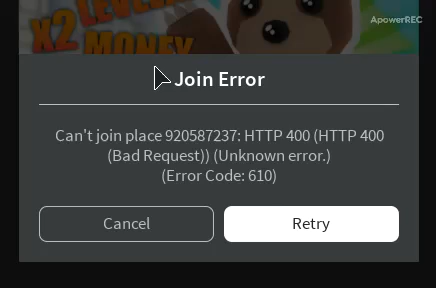 ApowerREC
X2
MONEY
Join Error
Can't join place 920587237: HTTP 400 (HTTP 400
(Bad Request)) (Unknown error.)
(Error Code: 610)
Cancel
Retry